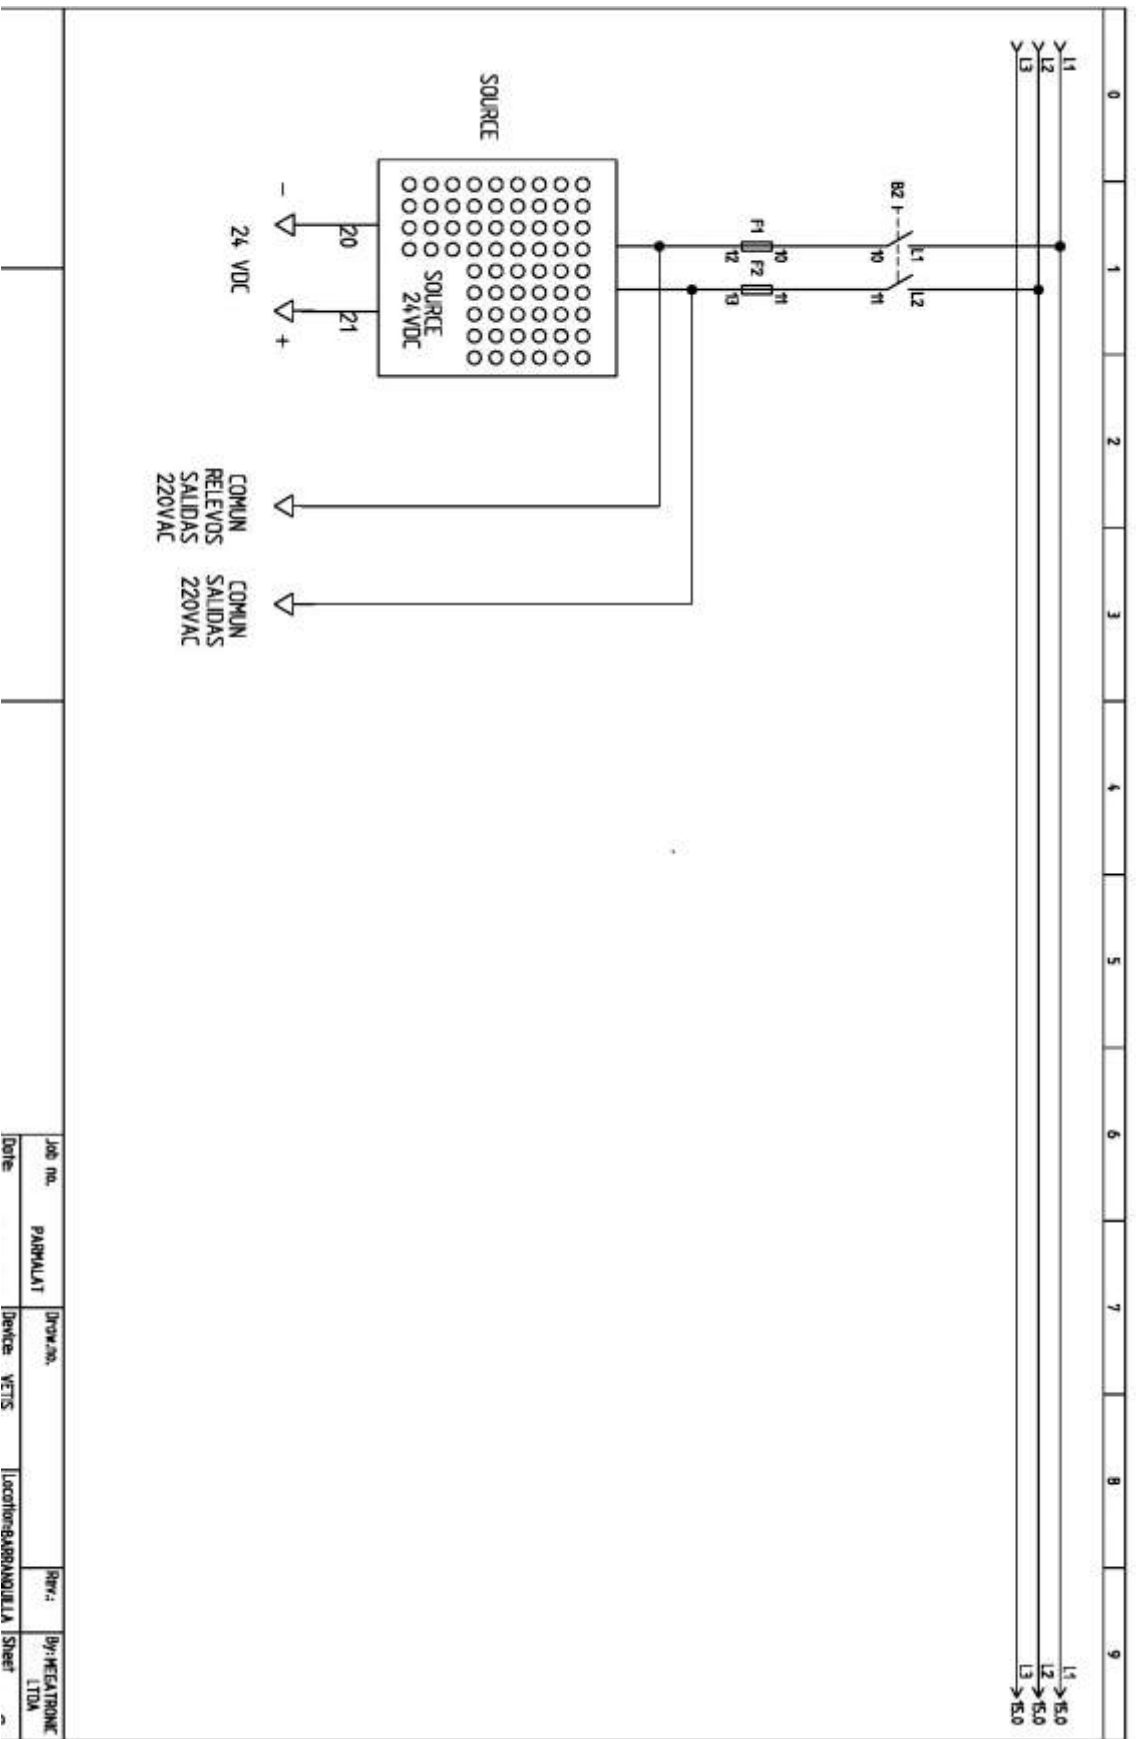 0
1
2
3
4
5
6
7
8
9
L1
L2
L3
L1 15.0
L2 15.0
L3 15.0
B2
L1
L2
10
11
F1
10
12
F2
11
13
SOURCE
SOURCE
24VDC
20
21
-
+
24 VDC
COMUN
RELEVOS
SALIDAS
220VAC
COMUN
SALIDAS
220VAC
Job no.
PARMALAT
Draw.no.
Rev.:
By: MEGATRONIC
LTDA
Date:
Device: VETIS
Location: BARRANQUILLA
Sheet